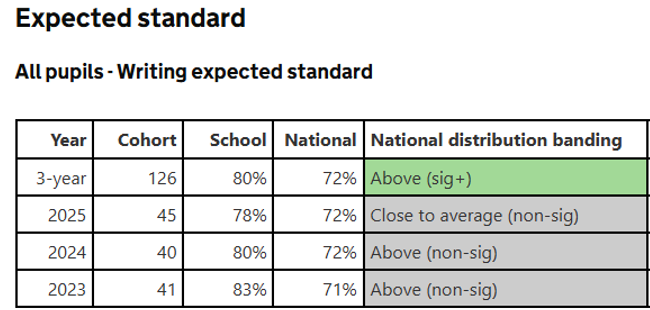 Expected standard
All pupils - Writing expected standard
Year Cohort School National National distribution banding
3-year 126 80% 72% Above (sig+)
2025 45 78% 72% Close to average (non-sig)
2024 40 80% 72% Above (non-sig)
2023 41 83% 71% Above (non-sig)